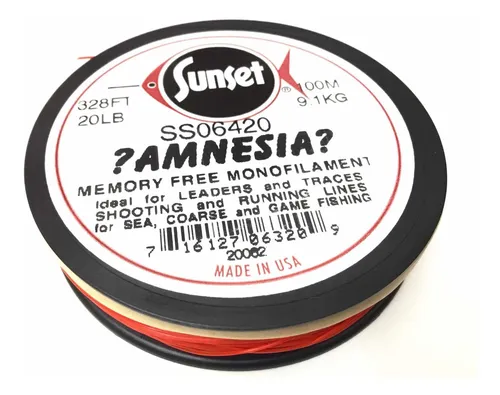 Sunset
®
328FT
100M
20LB
9.1KG
SS06420
?AMNESIA?
MEMORY FREE MONOFILAMENT
Ideal for LEADERS and TRACES
SHOOTING and RUNNING LINES
for SEA, COARSE and GAME FISHING
7 16127 06320 9
20062
MADE IN USA